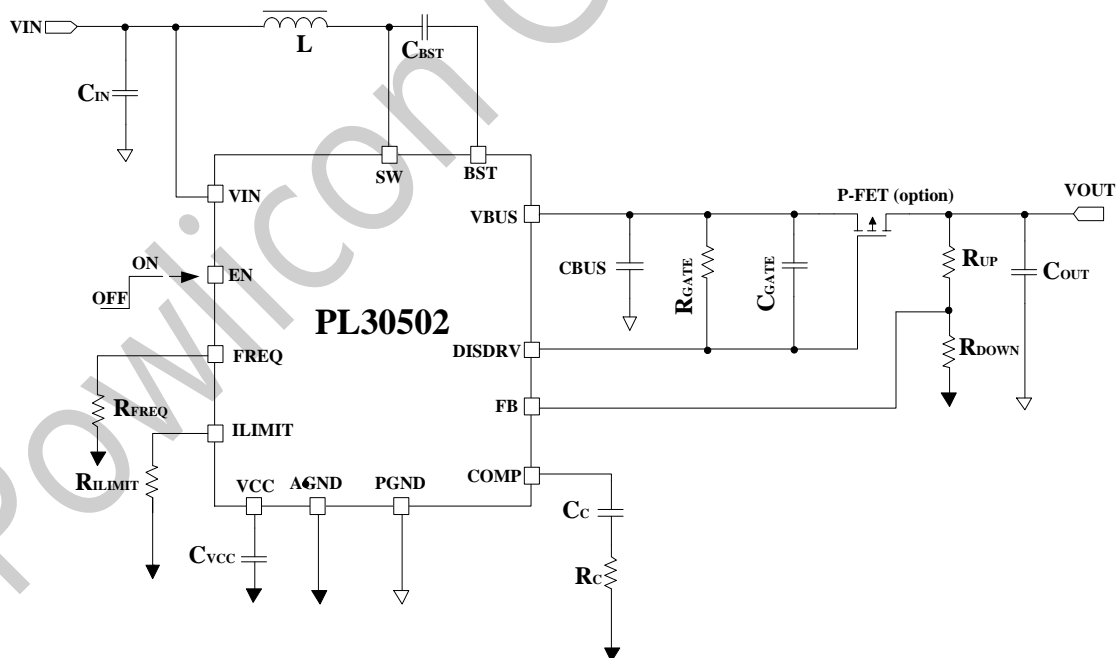 VIN
L
CBST
CIN
SW
BST
VIN
VBUS
P-FET (option)
VOUT
ON
OFF
EN
CBUS
RGATE
CGATE
RUP
COUT
PL30502
FREQ
DISDRV
RDOWN
RFREQ
FB
ILIMIT
RILIMIT
COMP
VCC
AGND
PGND
CC
CVCC
RC
Powlicon